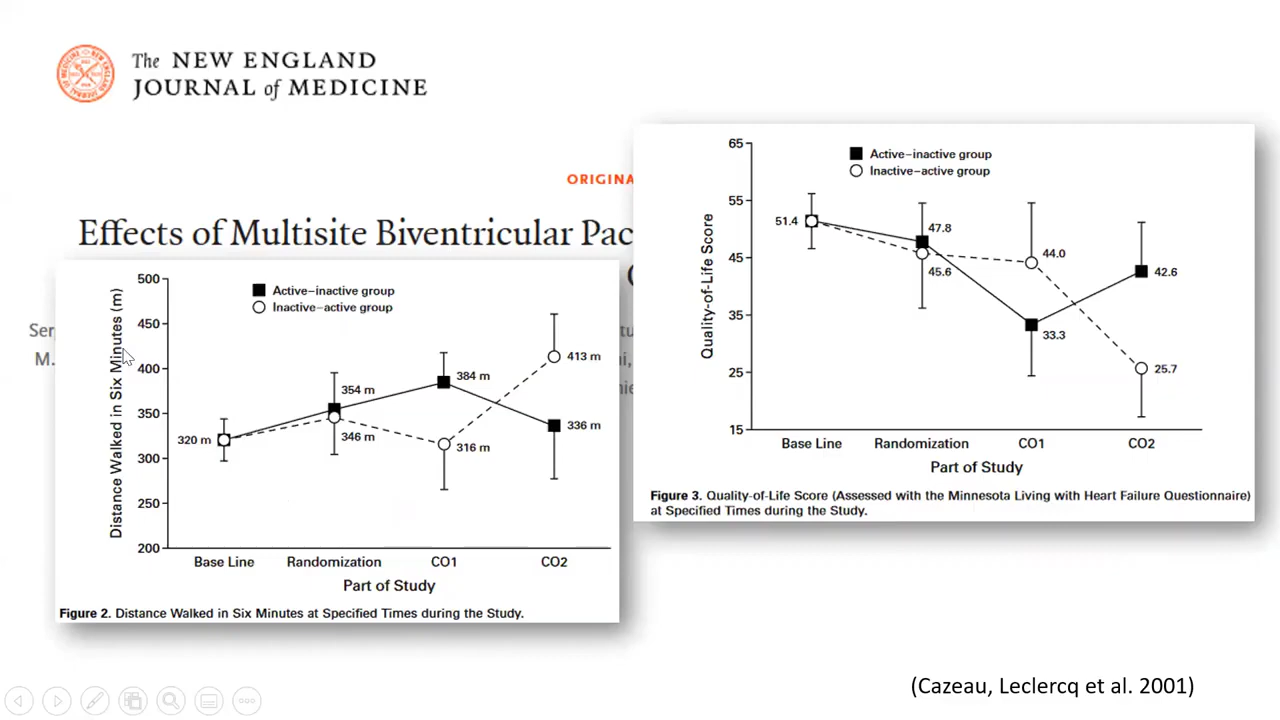 The NEW ENGLAND
JOURNAL of MEDICINE
ORIGINA
Effects of Multisite Biventricular Pac
Ser
M.
500
450
400
350
300
250
200
Distance Walked in Six Minutes (m)
Active–inactive group
Inactive–active group
320 m
354 m
346 m
384 m
316 m
413 m
336 m
Base Line Randomization CO1 CO2
Part of Study
Figure 2. Distance Walked in Six Minutes at Specified Times during the Study.
65
55
45
35
25
15
Quality-of-Life Score
Active–inactive group
Inactive–active group
51.4
47.8
45.6
44.0
33.3
42.6
25.7
Base Line Randomization CO1 CO2
Part of Study
Figure 3. Quality-of-Life Score (Assessed with the Minnesota Living with Heart Failure Questionnaire)
at Specified Times during the Study.
(Cazeau, Leclercq et al. 2001)